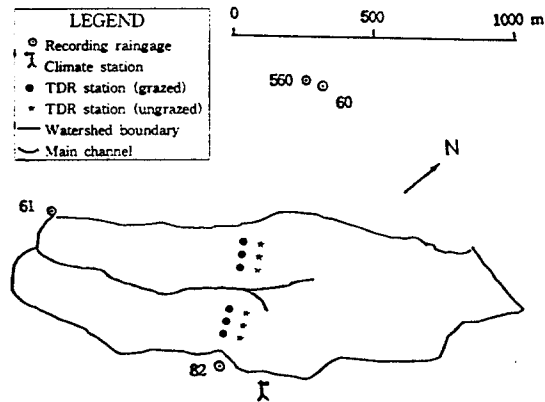 LEGEND
Recording raingage
Climate station
TDR station (grazed)
TDR station (ungrazed)
Watershed boundary
Main channel
0 500 1000 m
560
60
N
61
82